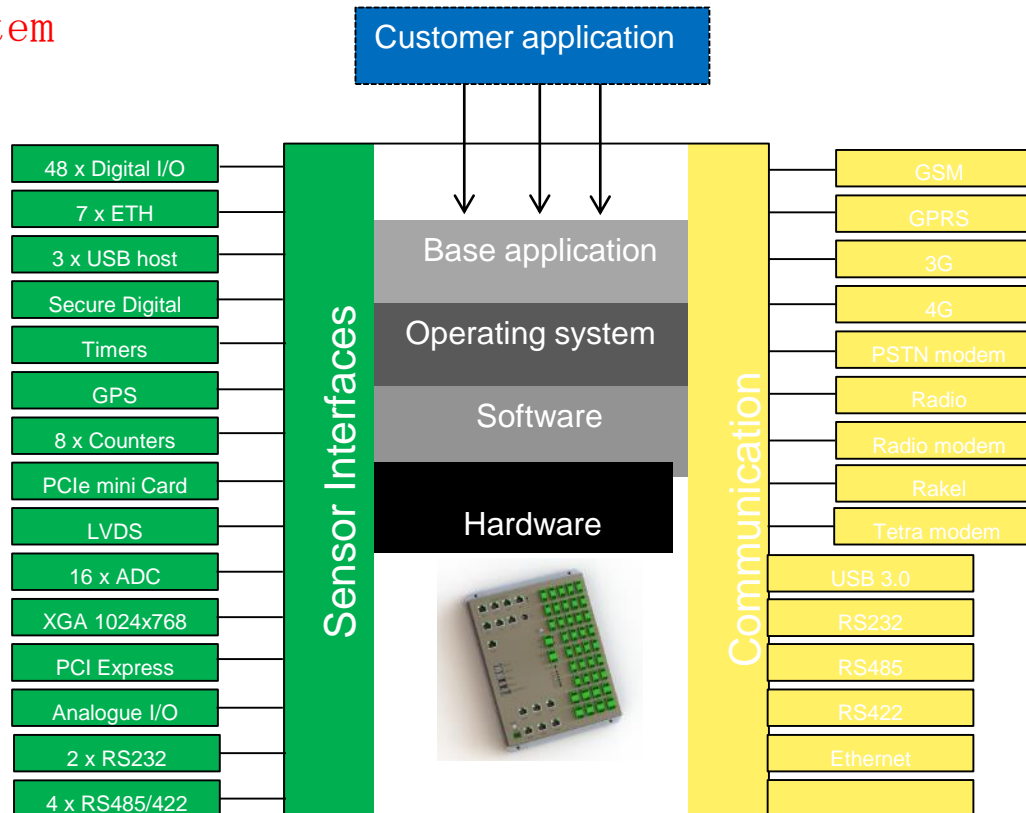 tem
Customer application
48 x Digital I/O
7 x ETH
3 x USB host
Secure Digital
Timers
GPS
8 x Counters
PCIe mini Card
LVDS
16 x ADC
XGA 1024x768
PCI Express
Analogue I/O
2 x RS232
4 x RS485/422
Sensor Interfaces
Base application
Operating system
Software
Hardware
Communication
GSM
GPRS
3G
4G
PSTN modem
Radio
Radio modem
Rakel
Tetra modem
USB 3.0
RS232
RS485
RS422
Ethernet